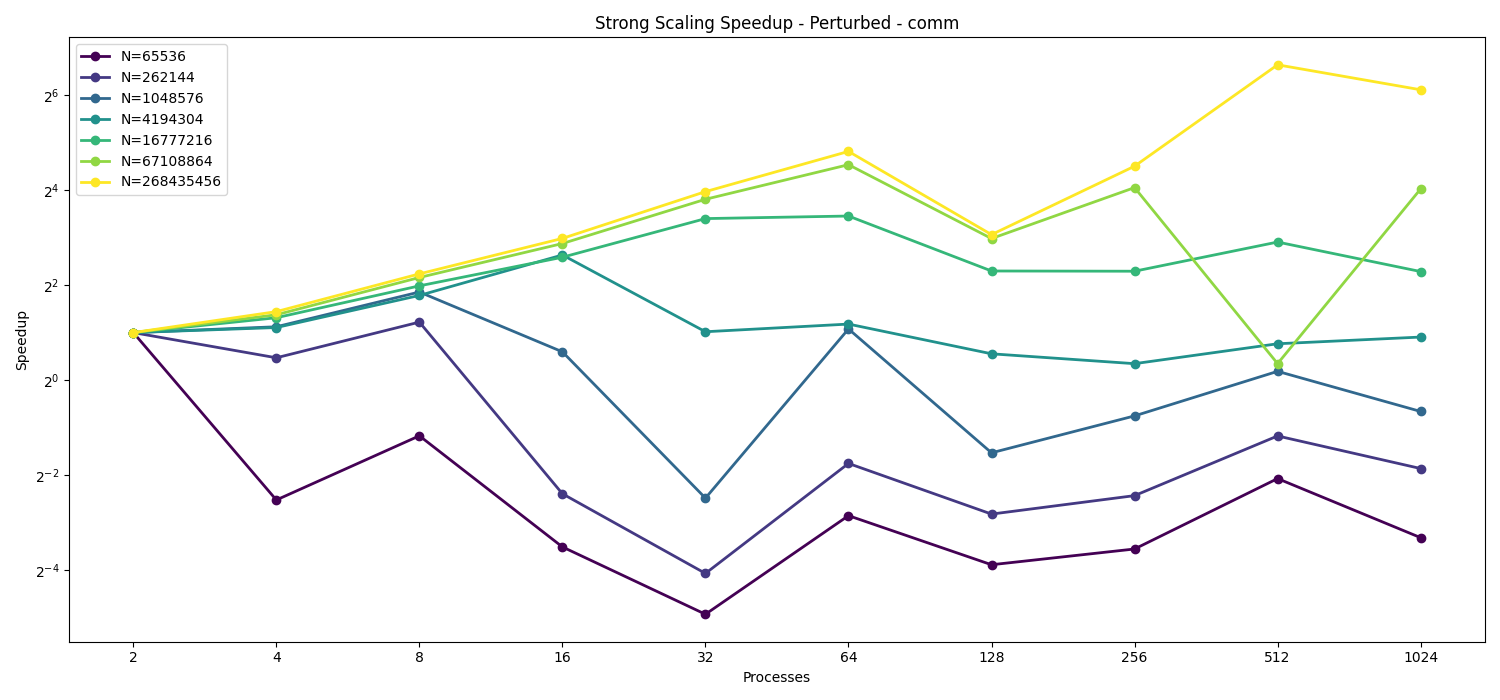 Strong Scaling Speedup - Perturbed - comm
N=65536
N=262144
N=1048576
N=4194304
N=16777216
N=67108864
N=268435456
Speedup
2^6
2^4
2^2
2^0
2^-2
2^-4
2 4 8 16 32 64 128 256 512 1024
Processes